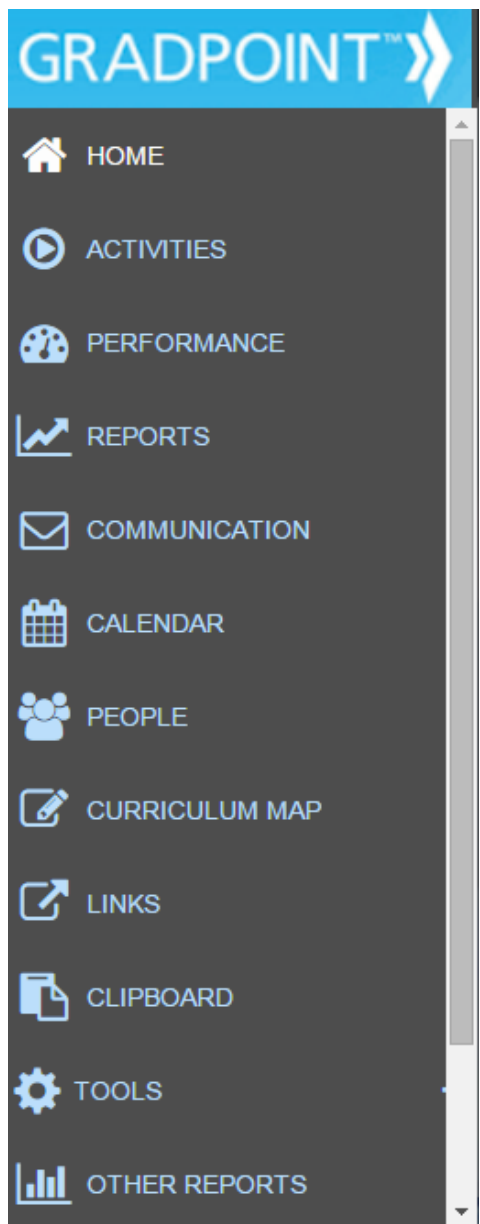 GRADPOINT™
HOME
ACTIVITIES
PERFORMANCE
REPORTS
COMMUNICATION
CALENDAR
PEOPLE
CURRICULUM MAP
LINKS
CLIPBOARD
TOOLS
OTHER REPORTS